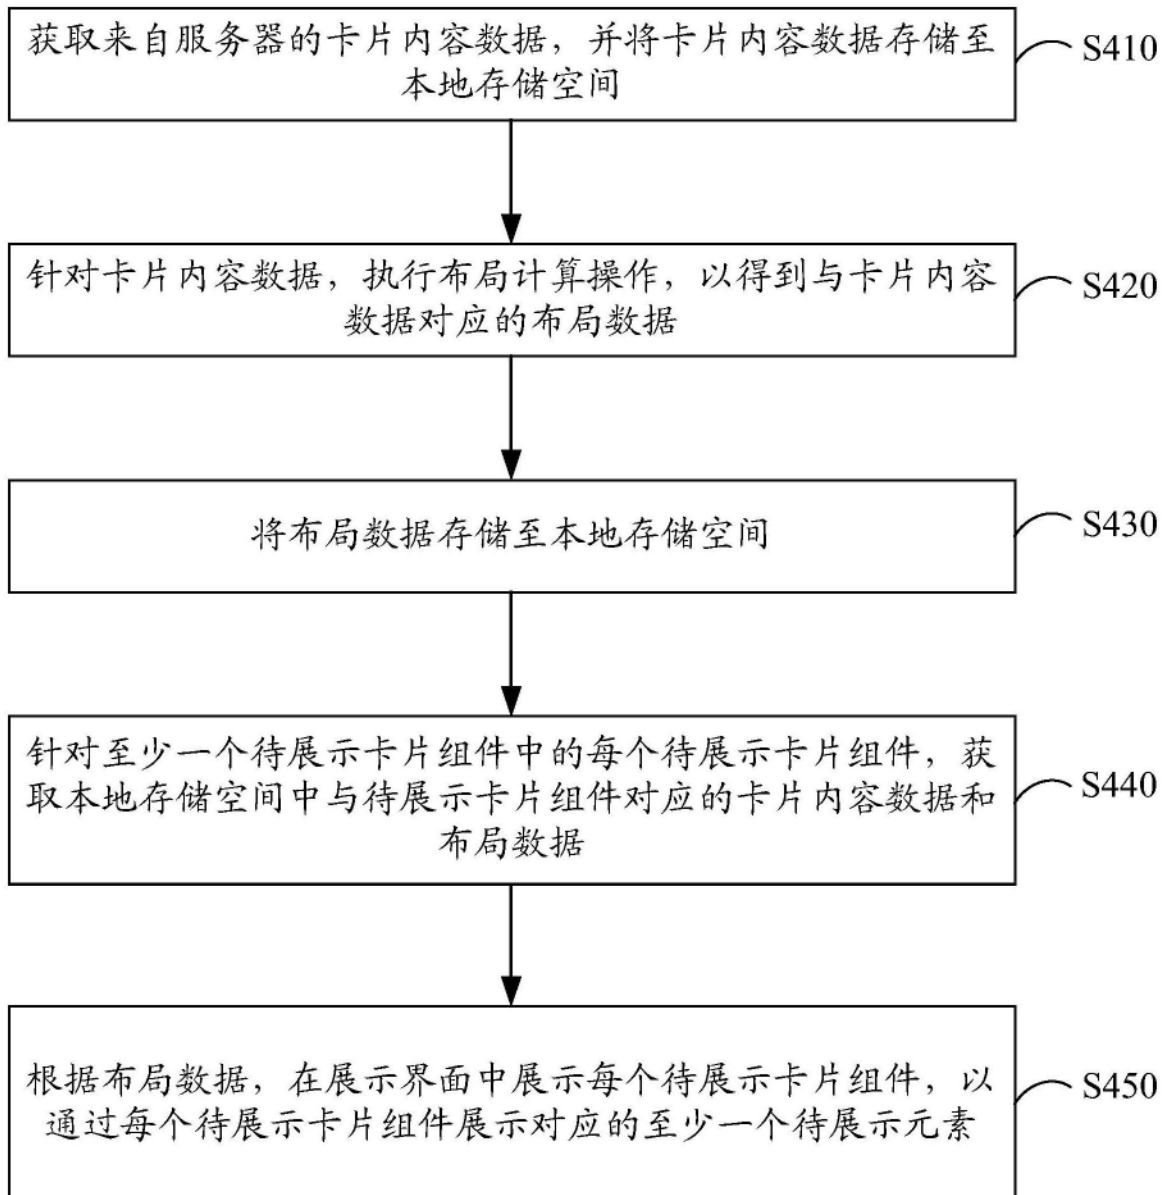 获取来自服务器的卡片内容数据，并将卡片内容数据存储至
本地存储空间
S410
针对卡片内容数据，执行布局计算操作，以得到与卡片内容
数据对应的布局数据
S420
将布局数据存储至本地存储空间
S430
针对至少一个待展示卡片组件中的每个待展示卡片组件，获
取本地存储空间中与待展示卡片组件对应的卡片内容数据和
布局数据
S440
根据布局数据，在展示界面中展示每个待展示卡片组件，以
通过每个待展示卡片组件展示对应的至少一个待展示元素
S450